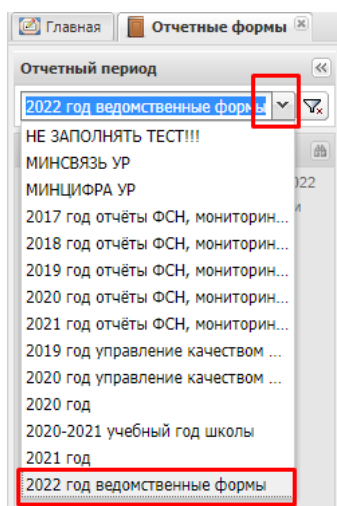 Главная Отчетные формы
Отчетный период
2022 год ведомственные формы
НЕ ЗАПОЛНЯТЬ ТЕСТ!!!
022
МИНСВЯЗЬ УР
МИНЦИФРА УР
и
2017 год отчёты ФСН, мониторин...
2018 год отчёты ФСН, мониторин...
2019 год отчёты ФСН, мониторин...
2020 год отчёты ФСН, мониторин...
2021 год отчёты ФСН, мониторин...
2019 год управление качеством ...
2020 год управление качеством ...
2020 год
2020-2021 учебный год школы
2021 год
2022 год ведомственные формы